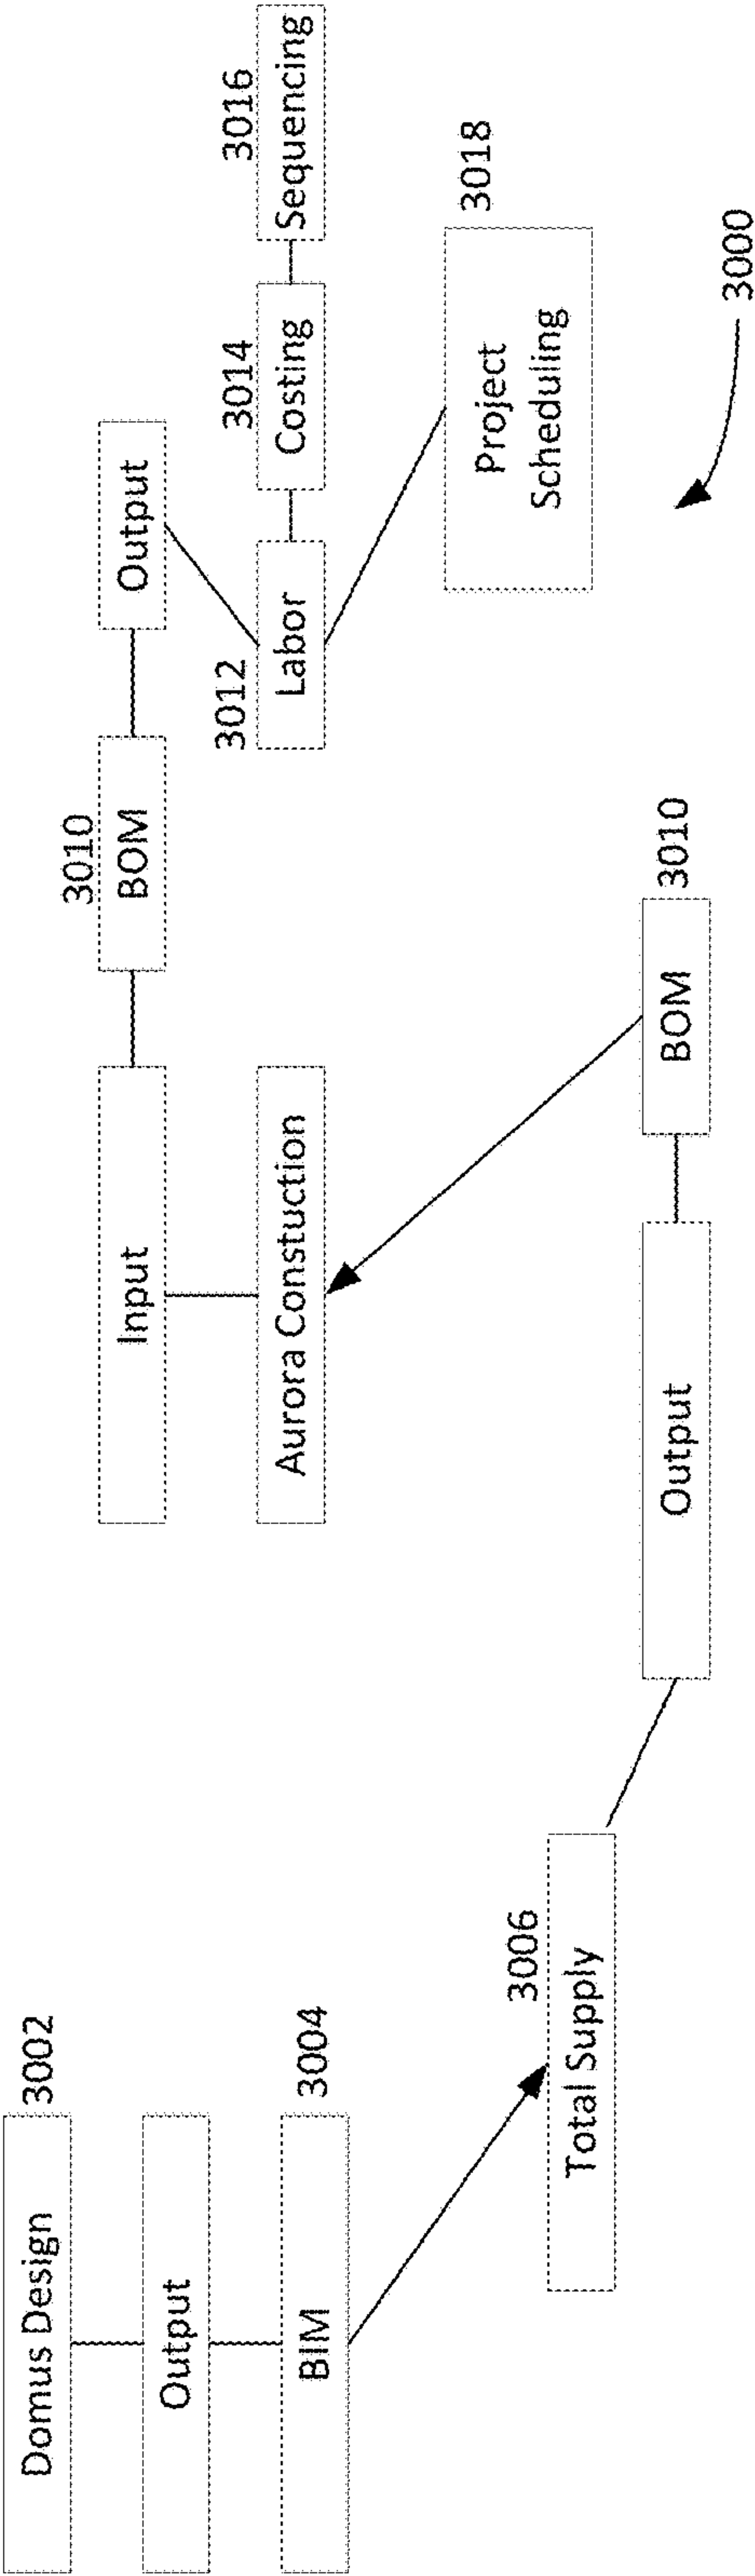 Domus Design
3002
Output
BIM
3004
3006
Total Supply
Output
BOM
3010
Aurora Constuction
Input
3010
BOM
Output
3012
Labor
3014
Costing
3016
Sequencing
Project
Scheduling
3018
3000